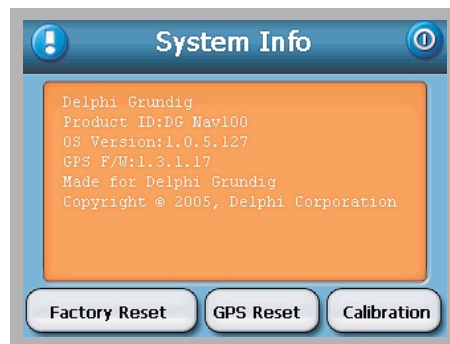 System Info
Delphi Grundig
Product ID:DG Nav100
OS Version:1.0.5.127
GPS F/W:1.3.1.17
Made for Delphi Grundig
Copyright © 2005, Delphi Corporation
Factory Reset
GPS Reset
Calibration